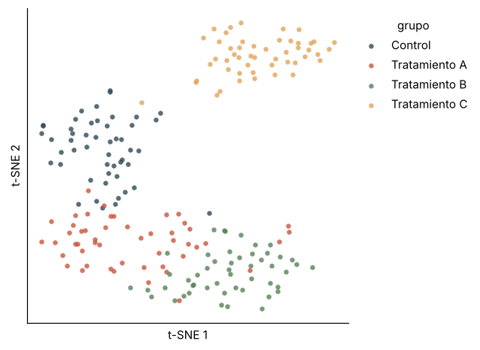 grupo
Control
Tratamiento A
Tratamiento B
Tratamiento C
t-SNE 2
t-SNE 1